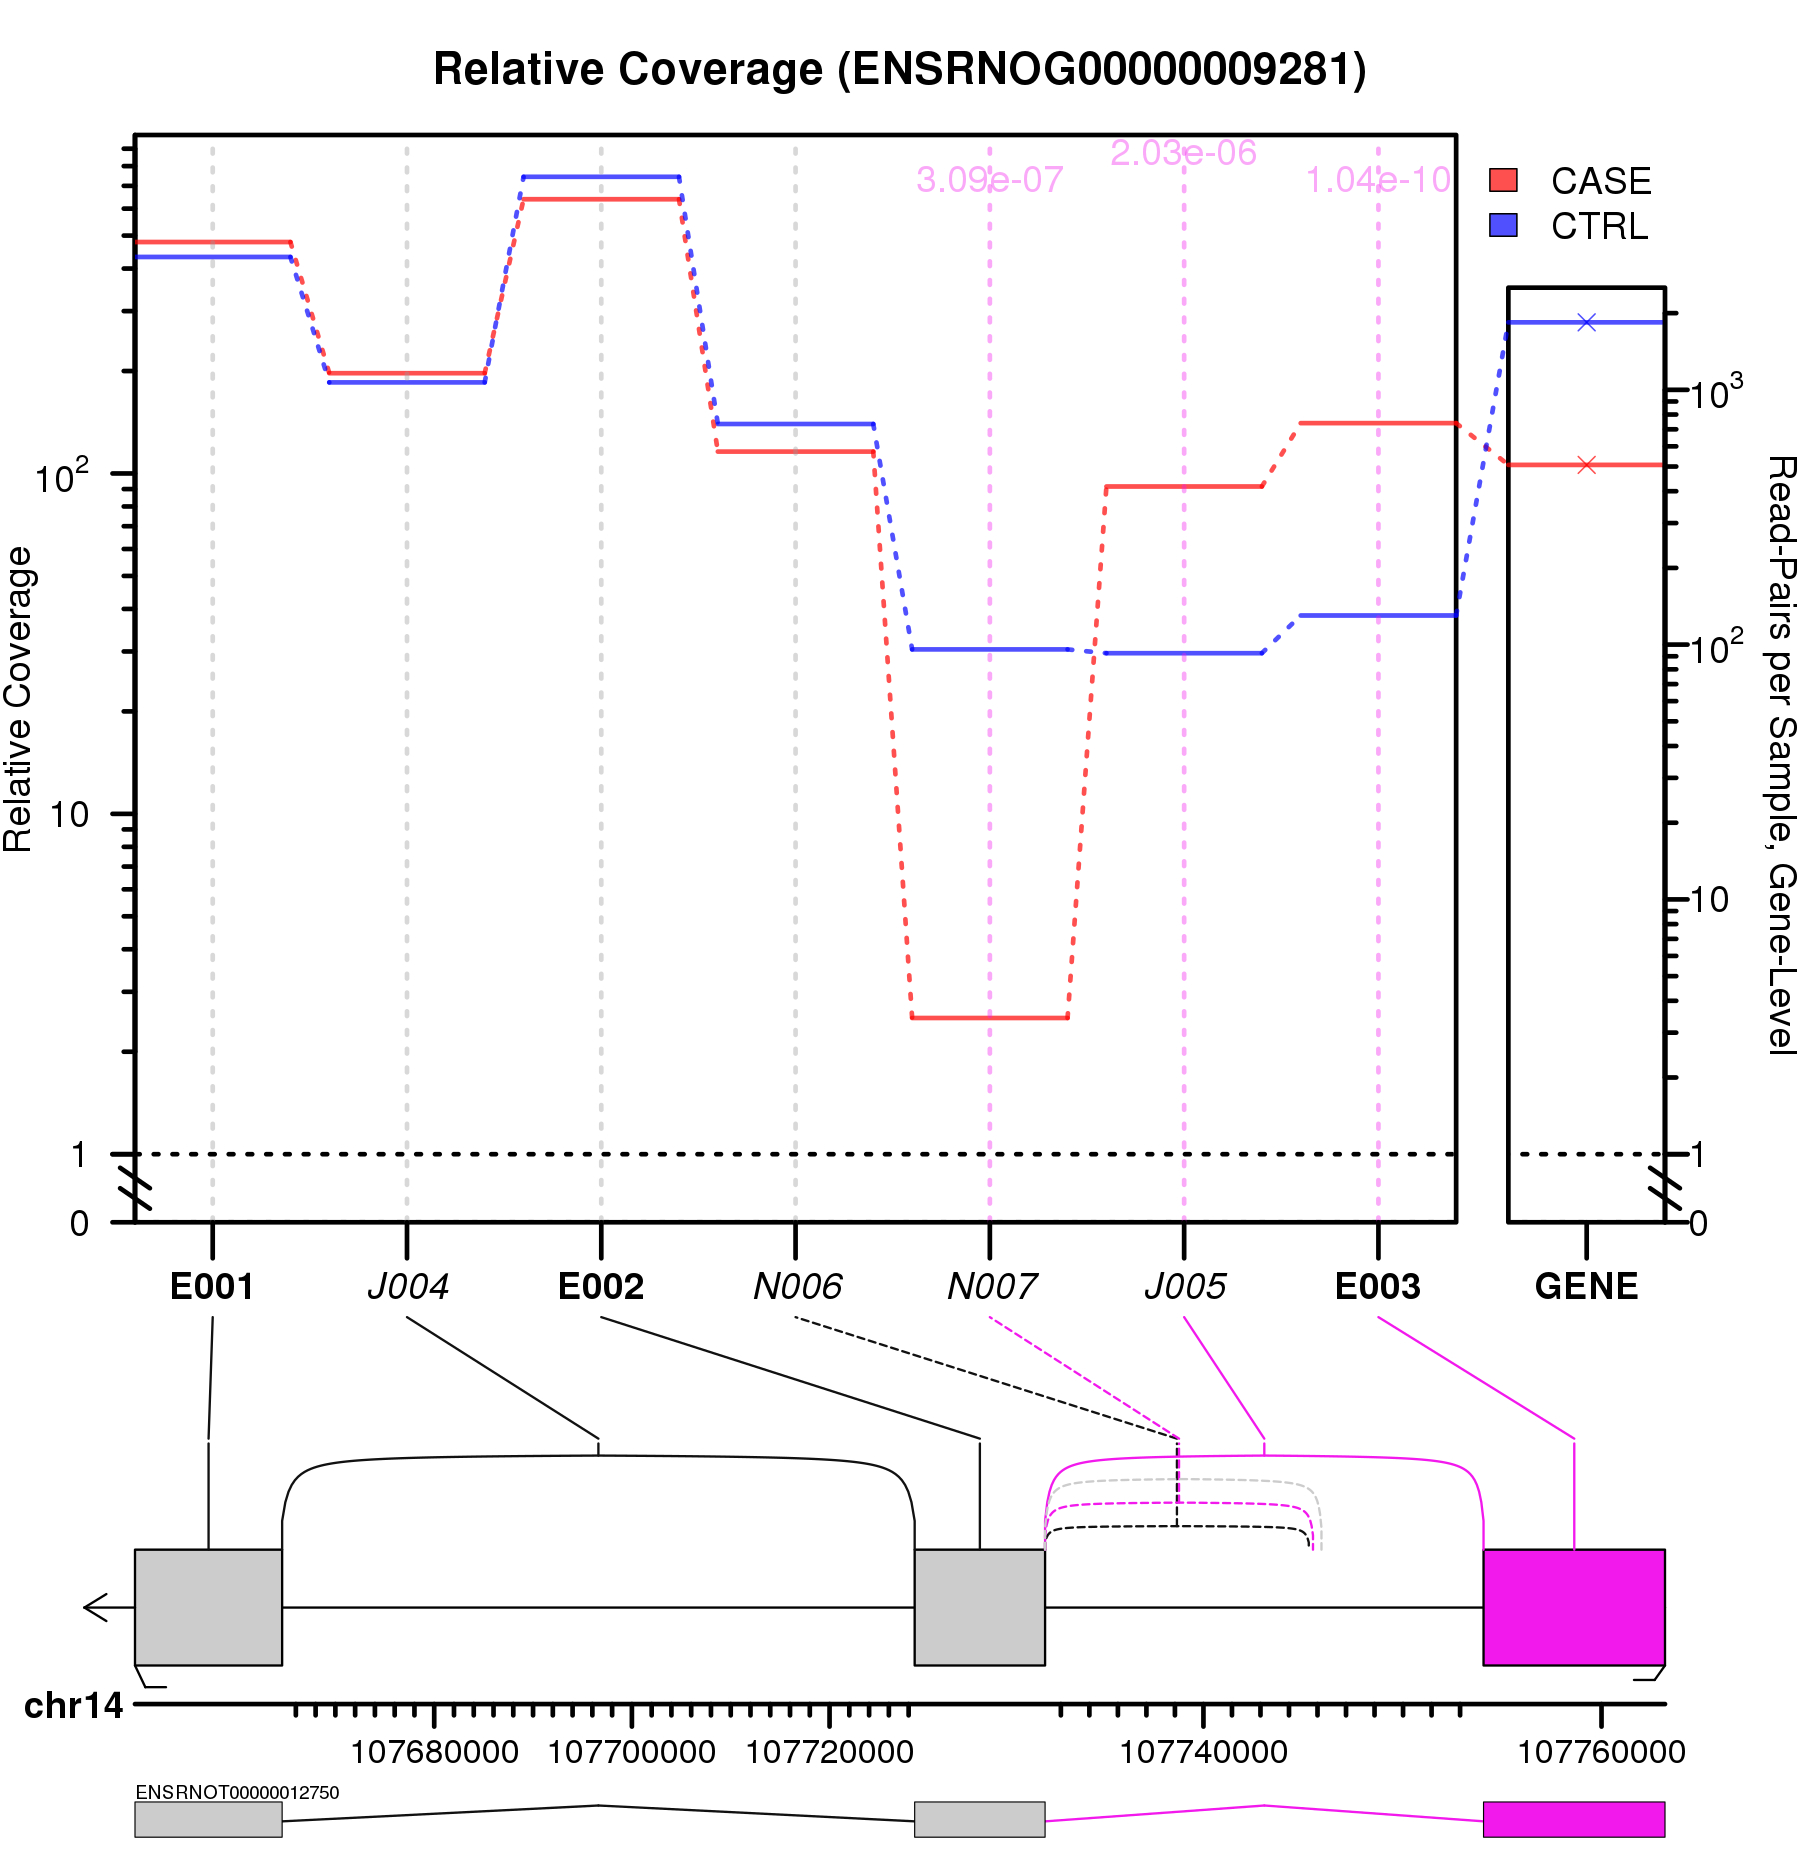 Relative Coverage (ENSRNOG00000009281)
3.09e-07
2.03e-06
1.04e-10
CASE
CTRL
Relative Coverage
10²
10
1
0
10³
10²
10
1
0
Read-Pairs per Sample, Gene-Level
E001 J004 E002 N006 N007 J005 E003 GENE
chr14
107680000 107700000 107720000 107740000 107760000
ENSRNOT00000012750